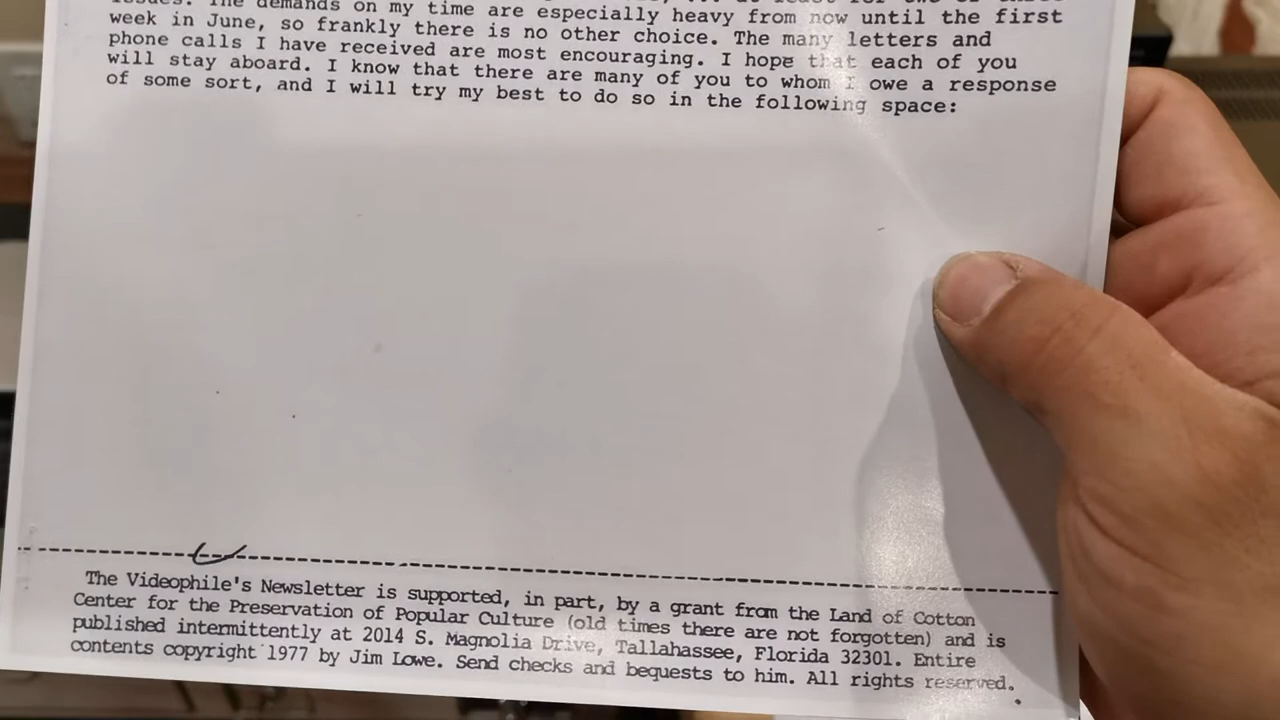 issues. The demands on my time are especially heavy from now until the first
week in June, so frankly there is no other choice. The many letters and
phone calls I have received are most encouraging. I hope that each of you
will stay aboard. I know that there are many of you to whom I owe a response
of some sort, and I will try my best to do so in the following space:
The Videophile's Newsletter is supported, in part, by a grant from the Land of Cotton
Center for the Preservation of Popular Culture (old times there are not forgotten) and is
published intermittently at 2014 S. Magnolia Drive, Tallahassee, Florida 32301. Entire
contents copyright 1977 by Jim Lowe. Send checks and bequests to him. All rights reserved.